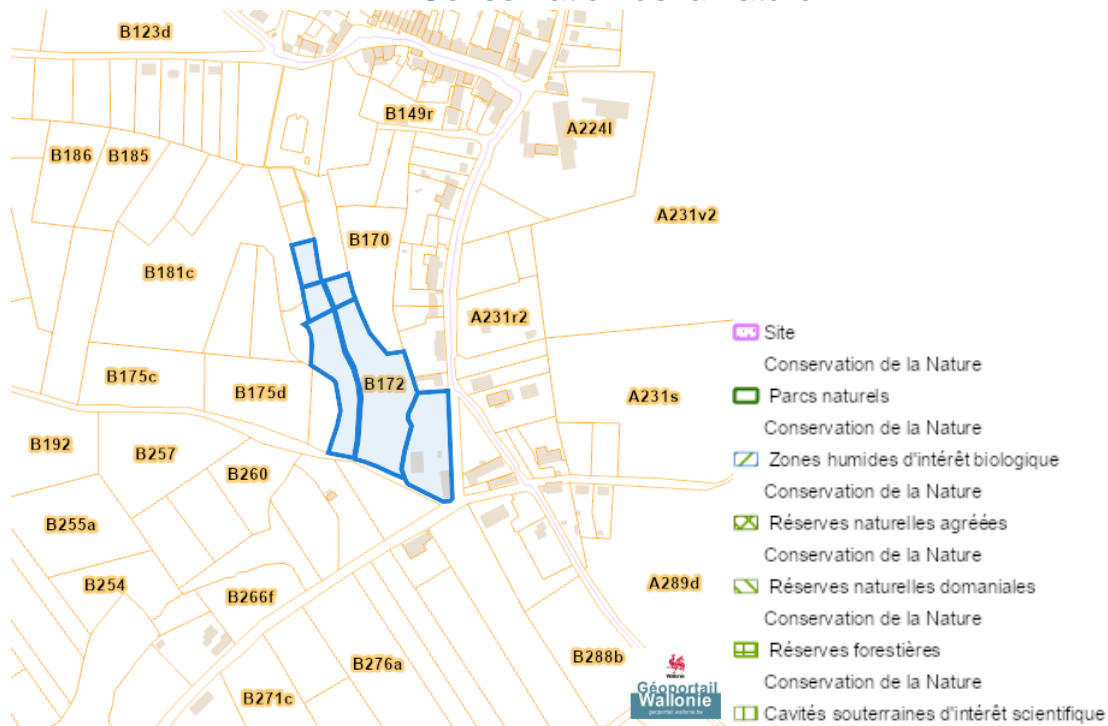 B123d
B149r
A224l
B186
B185
A231v2
B170
B181c
A231r2
B175c
B172
B175d
A231s
B192
B257
B260
B255a
B254
A289d
B266f
B276a
B288b
B271c
Wallonie
Géoportail
Wallonie
geoportail.wallonie.be
Site
Conservation de la Nature
Parcs naturels
Conservation de la Nature
Zones humides d'intérêt biologique
Conservation de la Nature
Réserves naturelles agréées
Conservation de la Nature
Réserves naturelles domaniales
Conservation de la Nature
Réserves forestières
Conservation de la Nature
Cavités souterraines d'intérêt scientifique